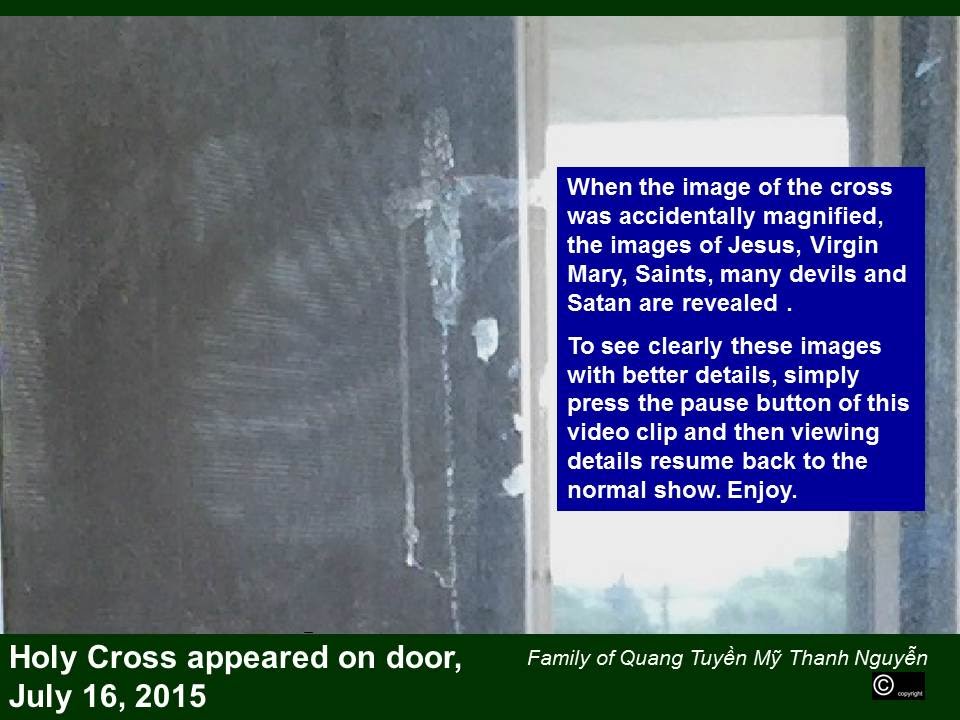 When the image of the cross
was accidentally magnified,
the images of Jesus, Virgin
Mary, Saints, many devils and
Satan are revealed .
To see clearly these images
with better details, simply
press the pause button of this
video clip and then viewing
details resume back to the
normal show. Enjoy.
Holy Cross appeared on door,
July 16, 2015
Family of Quang Tuyền Mỹ Thanh Nguyễn
© copyright